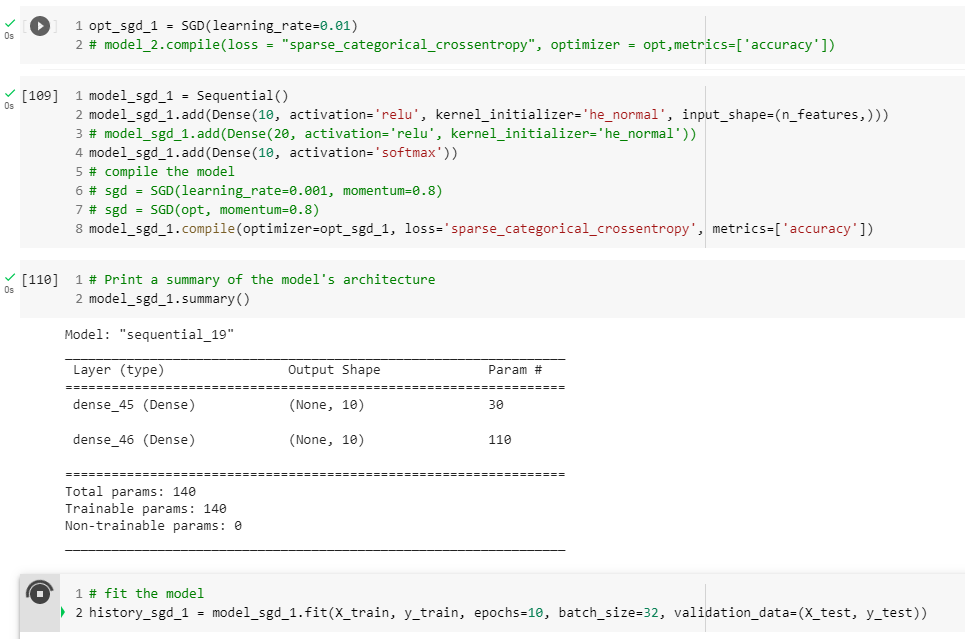 0s
1 opt_sgd_1 = SGD(learning_rate=0.01)
2 # model_2.compile(loss = "sparse_categorical_crossentropy", optimizer = opt,metrics=['accuracy'])
0s
[109] 1 model_sgd_1 = Sequential()
2 model_sgd_1.add(Dense(10, activation='relu', kernel_initializer='he_normal', input_shape=(n_features,)))
3 # model_sgd_1.add(Dense(20, activation='relu', kernel_initializer='he_normal'))
4 model_sgd_1.add(Dense(10, activation='softmax'))
5 # compile the model
6 # sgd = SGD(learning_rate=0.001, momentum=0.8)
7 # sgd = SGD(opt, momentum=0.8)
8 model_sgd_1.compile(optimizer=opt_sgd_1, loss='sparse_categorical_crossentropy', metrics=['accuracy'])
0s
[110] 1 # Print a summary of the model's architecture
2 model_sgd_1.summary()
Model: "sequential_19"
_________________________________________________________________
Layer (type) Output Shape Param #
=================================================================
dense_45 (Dense) (None, 10) 30
dense_46 (Dense) (None, 10) 110
=================================================================
Total params: 140
Trainable params: 140
Non-trainable params: 0
_________________________________________________________________
1 # fit the model
2 history_sgd_1 = model_sgd_1.fit(X_train, y_train, epochs=10, batch_size=32, validation_data=(X_test, y_test))